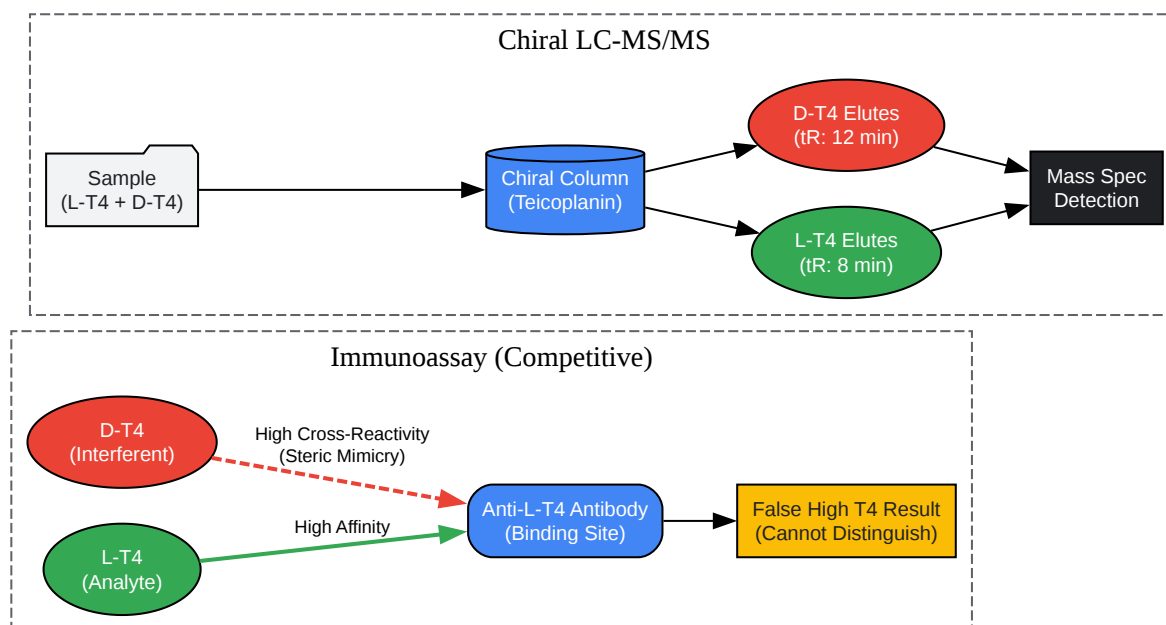 Chiral LC-MS/MS
Sample
(L-T4 + D-T4)
Chiral Column
(Teicoplanin)
D-T4 Elutes
(tR: 12 min)
L-T4 Elutes
(tR: 8 min)
Mass Spec
Detection
Immunoassay (Competitive)
D-T4
(Interferent)
High Cross-Reactivity
(Steric Mimicry)
L-T4
(Analyte)
High Affinity
Anti-L-T4 Antibody
(Binding Site)
False High T4 Result
(Cannot Distinguish)